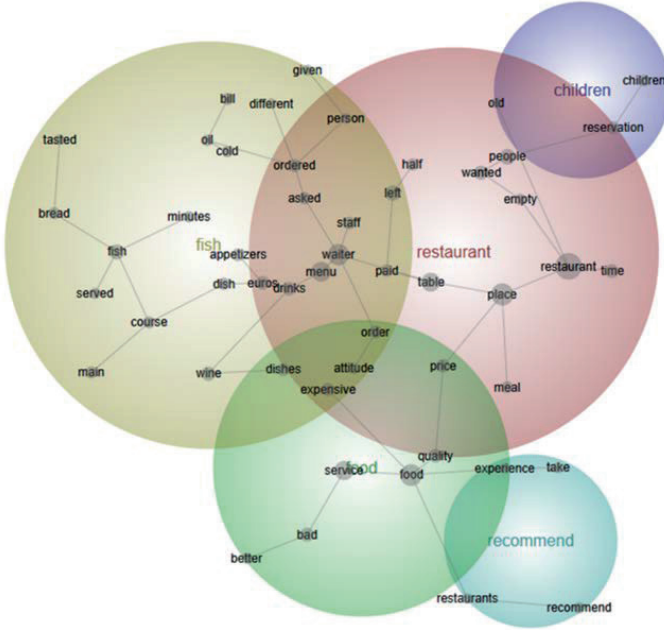 given
children
bill
different
children
old
person
reservation
tasted
oil
cold
ordered
half
people
wanted
asked
left
empty
bread
minutes
staff
fish
fish
appetizers
waiter
restaurant
menu
paid
restaurant
time
dish
euros
drinks
table
place
served
course
order
main
wine
dishes
attitude
price
expensive
meal
quality
service
food
food
experience
take
bad
recommend
better
restaurants
recommend